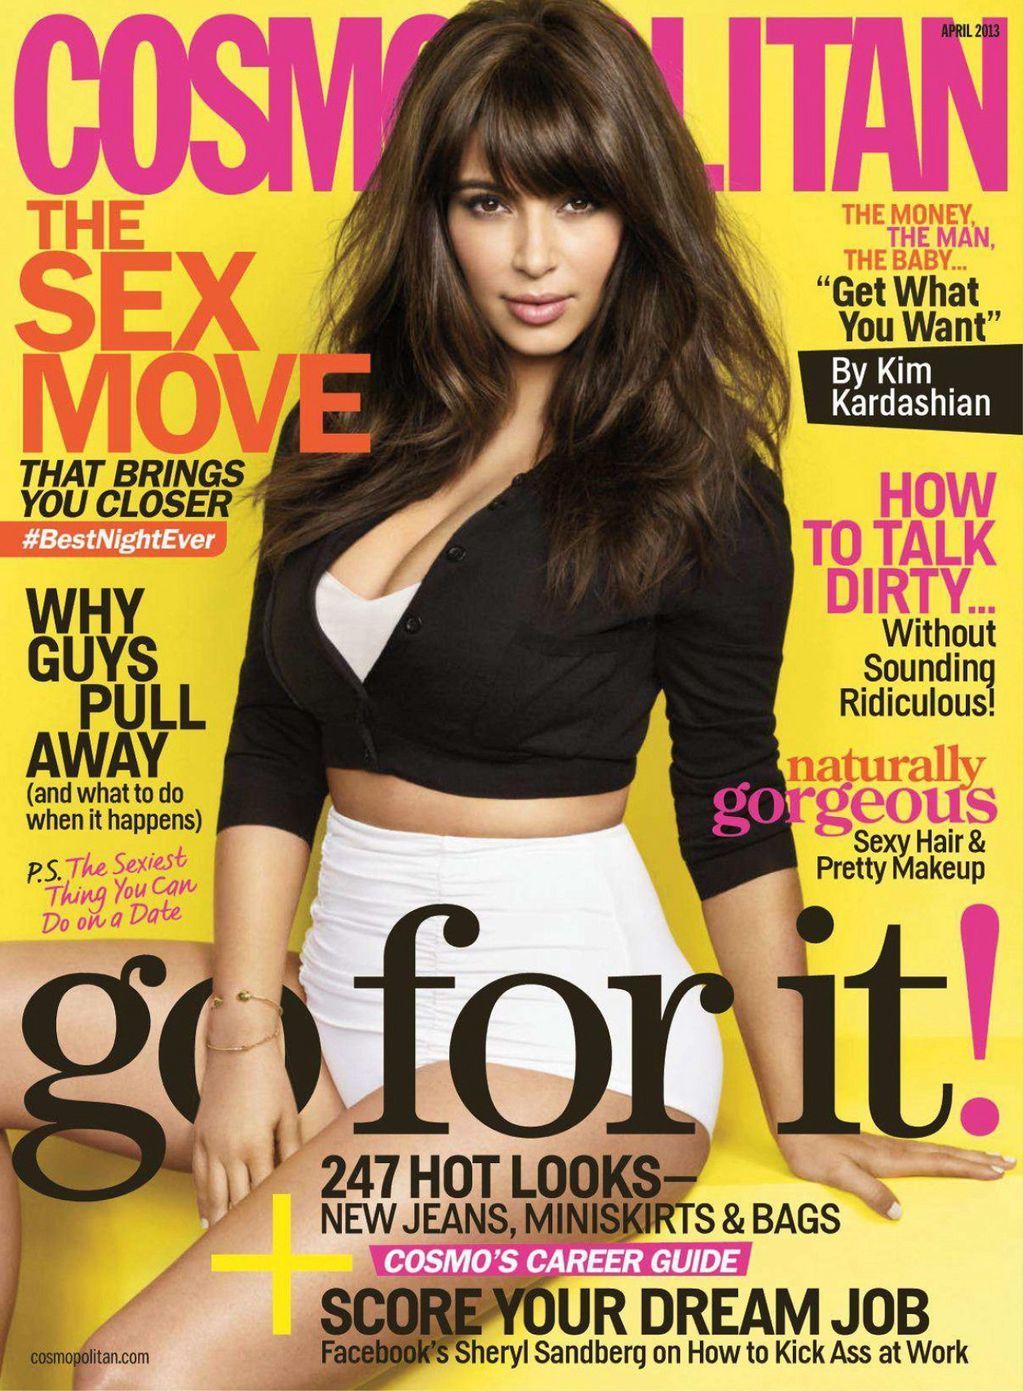 COSMOPOLITAN
APRIL 2013
THE
SEX
MOVE
THAT BRINGS
YOU CLOSER
#BestNightEver
WHY
GUYS
PULL
AWAY
(and what to do
when it happens)
P.S. The Sexiest
Thing You Can
Do on a Date
THE MONEY,
THE MAN,
THE BABY...
“Get What
You Want”
By Kim
Kardashian
HOW
TO TALK
DIRTY...
Without
Sounding
Ridiculous!
naturally
gorgeous
Sexy Hair &
Pretty Makeup
go for it!
247 HOT LOOKS—
NEW JEANS, MINISKIRTS & BAGS
+
COSMO'S CAREER GUIDE
SCORE YOUR DREAM JOB
Facebook's Sheryl Sandberg on How to Kick Ass at Work
cosmopolitan.com